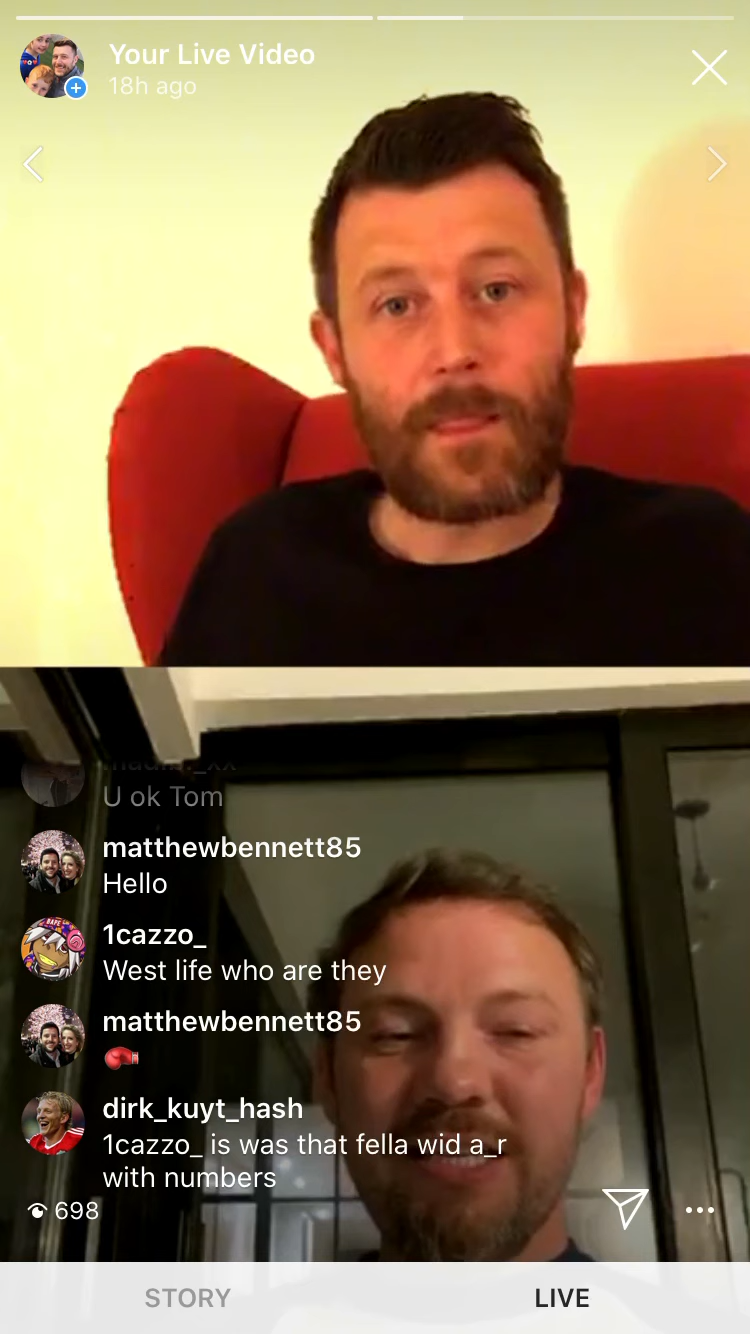 Your Live Video
18h ago
U ok Tom
matthewbennett85
Hello
1cazzo_
West life who are they
matthewbennett85
dirk_kuyt_hash
1cazzo_ is was that fella wid a_r
with numbers
698
STORY
LIVE